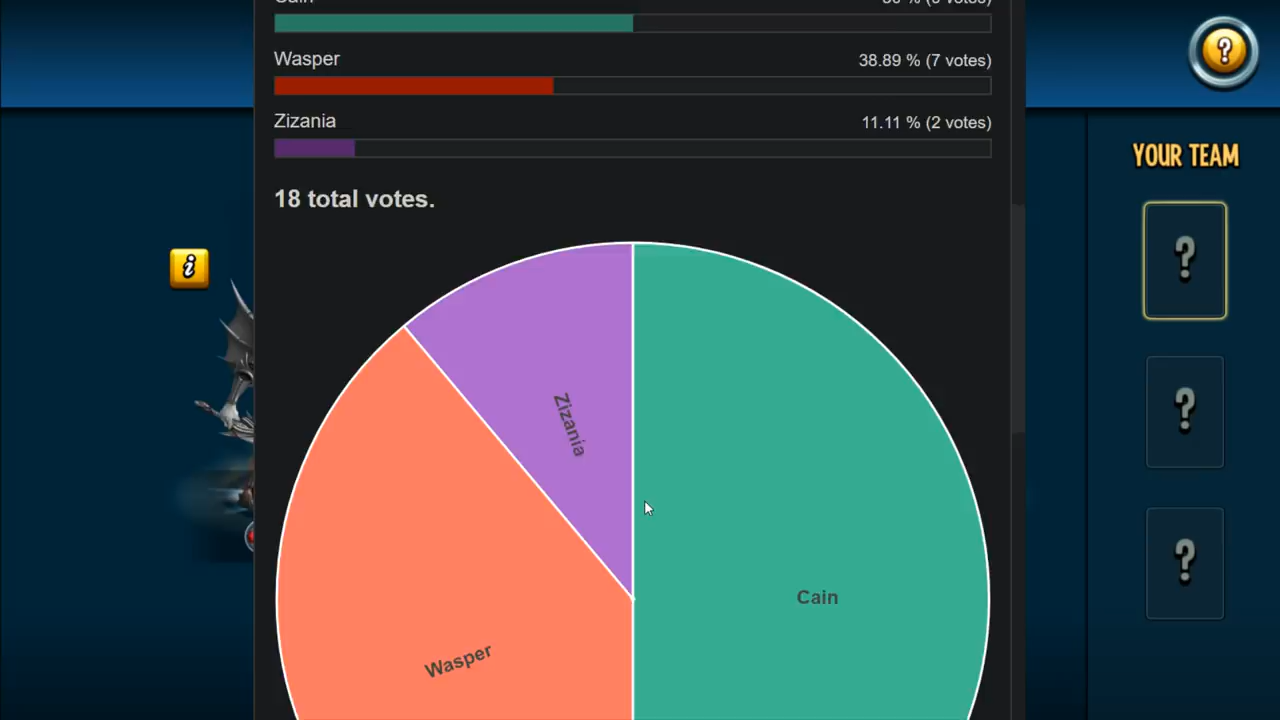 Wasper
38.89 % (7 votes)
Zizania
11.11 % (2 votes)
18 total votes.
YOUR TEAM
?
i
?
Zizania
?
Cain
Wasper
?